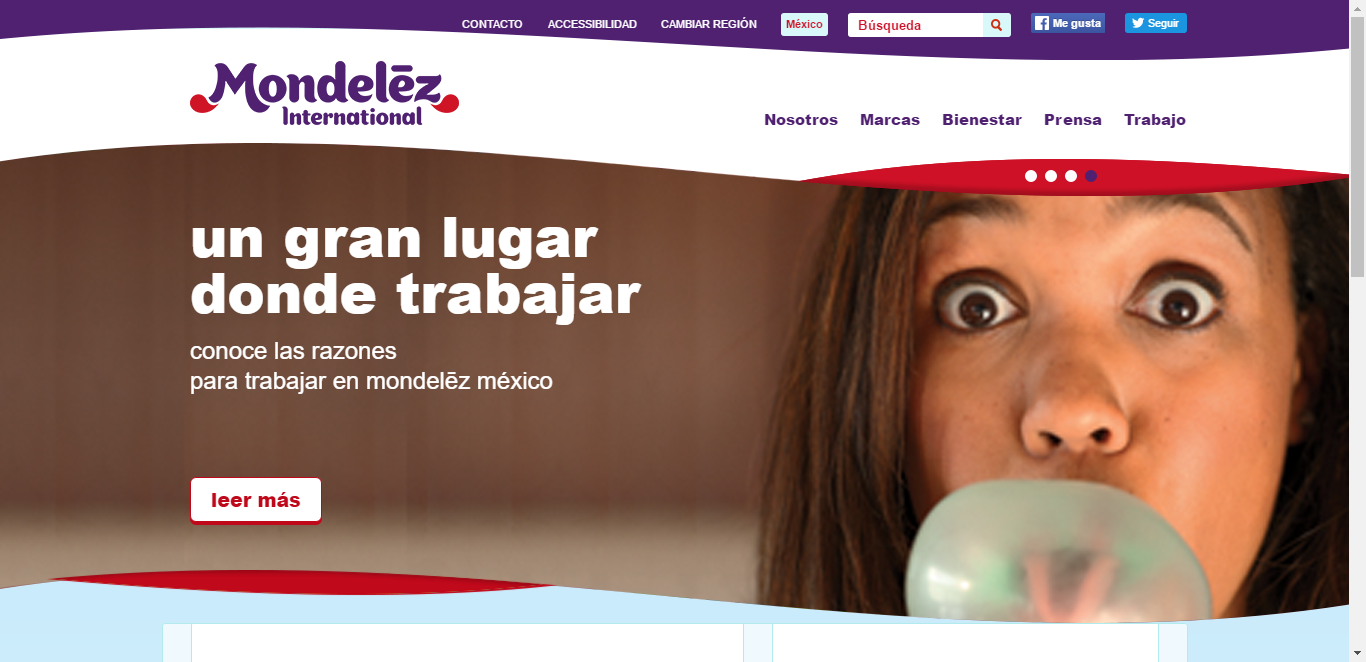 CONTACTO
ACCESSIBILIDAD
CAMBIAR REGIÓN
México
Búsqueda
Me gusta
Seguir
Mondelēz
International
Nosotros
Marcas
Bienestar
Prensa
Trabajo
un gran lugar
donde trabajar
conoce las razones
para trabajar en mondelēz méxico
leer más